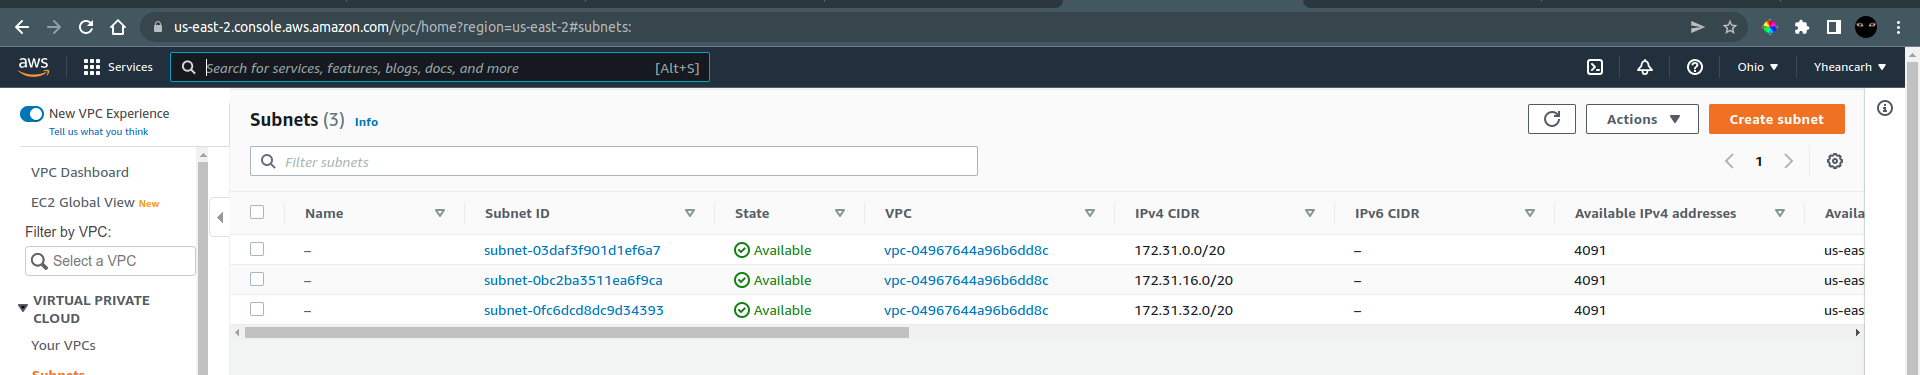 us-east-2.console.aws.amazon.com/vpc/home?region=us-east-2#subnets:
aws Services Search for services, features, blogs, docs, and more [Alt+S] Ohio Yheancarh
New VPC Experience
Tell us what you think
VPC Dashboard
EC2 Global View New
Filter by VPC:
Select a VPC
VIRTUAL PRIVATE
CLOUD
Your VPCs
Subnets
Subnets (3) Info Actions Create subnet
Filter subnets 1
Name Subnet ID State VPC IPv4 CIDR IPv6 CIDR Available IPv4 addresses Availa
– subnet-03daf3f901d1ef6a7 Available vpc-04967644a96b6dd8c 172.31.0.0/20 – 4091 us-eas
– subnet-0bc2ba3511ea6f9ca Available vpc-04967644a96b6dd8c 172.31.16.0/20 – 4091 us-eas
– subnet-0fc6dcd8dc9d34393 Available vpc-04967644a96b6dd8c 172.31.32.0/20 – 4091 us-eas